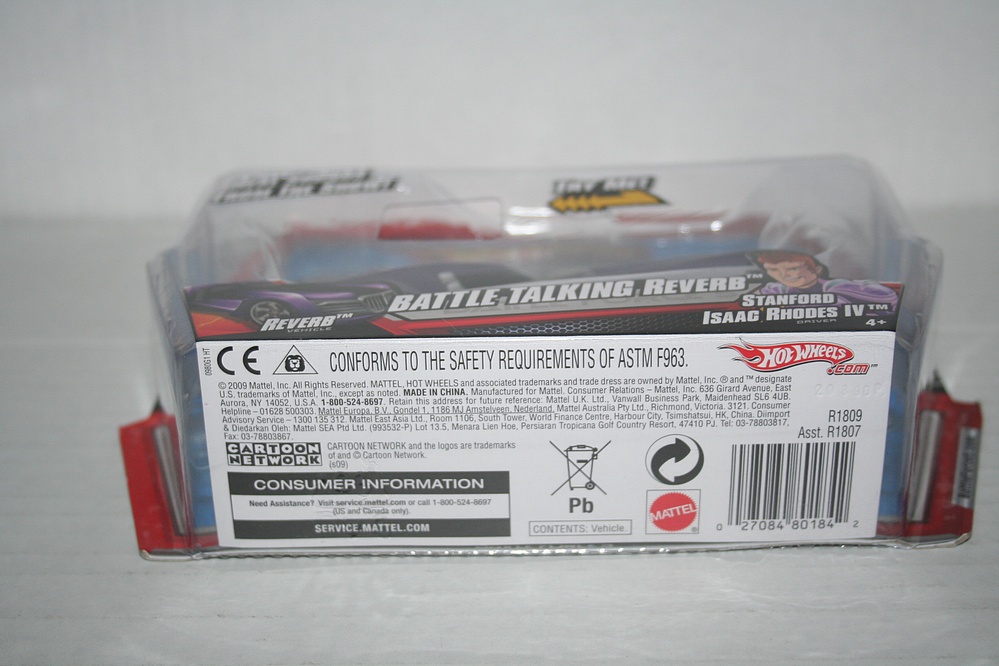 TRY ME!
BATTLE TALKING REVERB™
REVERB™
VEHICLE
STANFORD
ISAAC RHODES IV™
DRIVER
4+
098061 HT
CE CONFORMS TO THE SAFETY REQUIREMENTS OF ASTM F963.
HOT WHEELS
.COM™
© 2009 Mattel, Inc. All Rights Reserved. MATTEL, HOT WHEELS and associated trademarks and trade dress are owned by Mattel, Inc. ® and ™ designate
U.S. trademarks of Mattel, Inc., except as noted. MADE IN CHINA. Manufactured for Mattel. Consumer Relations – Mattel, Inc. 636 Girard Avenue, East
Aurora, NY 14052, U.S.A. 1-800-524-8697. Retain this address for future reference: Mattel U.K. Ltd., Vanwall Business Park, Maidenhead SL6 4UB.
Helpline – 01628 500303. Mattel Europa, B.V., Gondel 1, 1186 MJ Amstelveen, Nederland. Mattel Australia Pty Ltd., Richmond, Victoria. 3121. Consumer
Advisory Service – 1300 135 312. Mattel East Asia Ltd., Room 1106, South Tower, World Finance Centre, Harbour City, Tsimshatsui, HK, China. Diimport
& Diedarkan Oleh: Mattel SEA Ptd Ltd. (993532-P) Lot 13.5, Menara Lien Hoe, Persiaran Tropicana Golf Country Resort, 47410 PJ. Tel: 03-78803817,
Fax: 03-78803867.
R1809
Asst. R1807
CARTOON
NETWORK
CARTOON NETWORK and the logo are trademarks
of and © Cartoon Network.
(s09)
CONSUMER INFORMATION
Need Assistance? Visit service.mattel.com or call 1-800-524-8697
(US and Canada only).
SERVICE.MATTEL.COM
Pb
CONTENTS: Vehicle.
MATTEL®
0 27084 80184 2